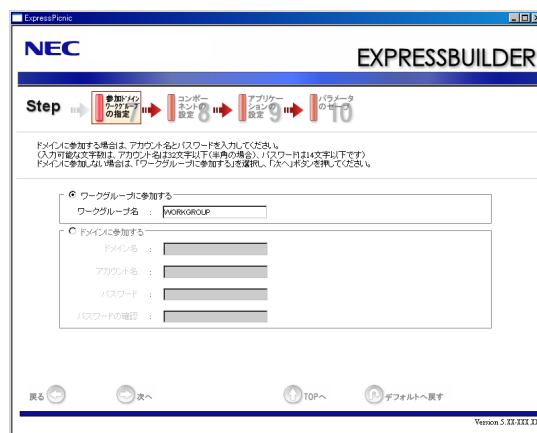 ExpressPicnic
NEC
EXPRESSBUILDER
Step
参加ドメイン
ワークグループ
の指定 7
コンポー
ネントの
設定 8
アプリケー
ションの
設定 9
パラメータ
のセーブ
10
ドメインに参加する場合は、アカウント名とパスワードを入力してください。
(入力可能な文字数は、アカウント名は32文字以下(半角の場合)、パスワードは14文字以下です)
ドメインに参加しない場合は、「ワークグループに参加する」を選択し、「次へ」ボタンを押してください。
ワークグループに参加する
ワークグループ名 : WORKGROUP
ドメインに参加する
ドメイン名 :
アカウント名 :
パスワード :
パスワードの確認 :
戻る 次へ TOPへ デフォルトへ戻す
Version 5.XX-XXX.XX